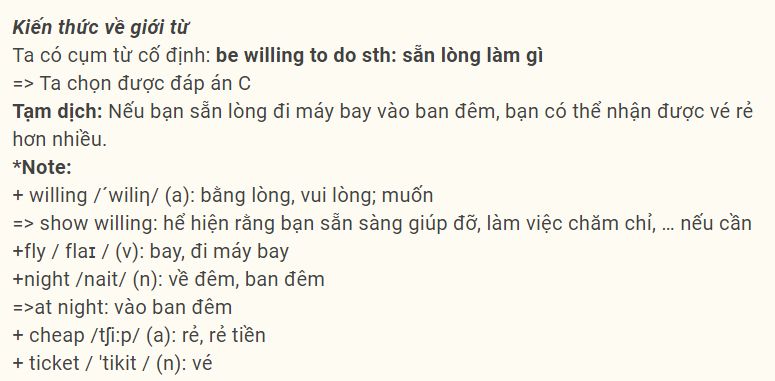 Kiến thức về giới từ
Ta có cụm từ cố định: be willing to do sth: sẵn lòng làm gì
=> Ta chọn được đáp án C
Tạm dịch: Nếu bạn sẵn lòng đi máy bay vào ban đêm, bạn có thể nhận được vé rẻ
hơn nhiều.
*Note:
+ willing /´wiliη/ (a): bằng lòng, vui lòng; muốn
=> show willing: hể hiện rằng bạn sẵn sàng giúp đỡ, làm việc chăm chỉ, … nếu cần
+fly / flaɪ / (v): bay, đi máy bay
+night /nait/ (n): về đêm, ban đêm
=>at night: vào ban đêm
+ cheap /tʃi:p/ (a): rẻ, rẻ tiền
+ ticket / 'tikit / (n): vé